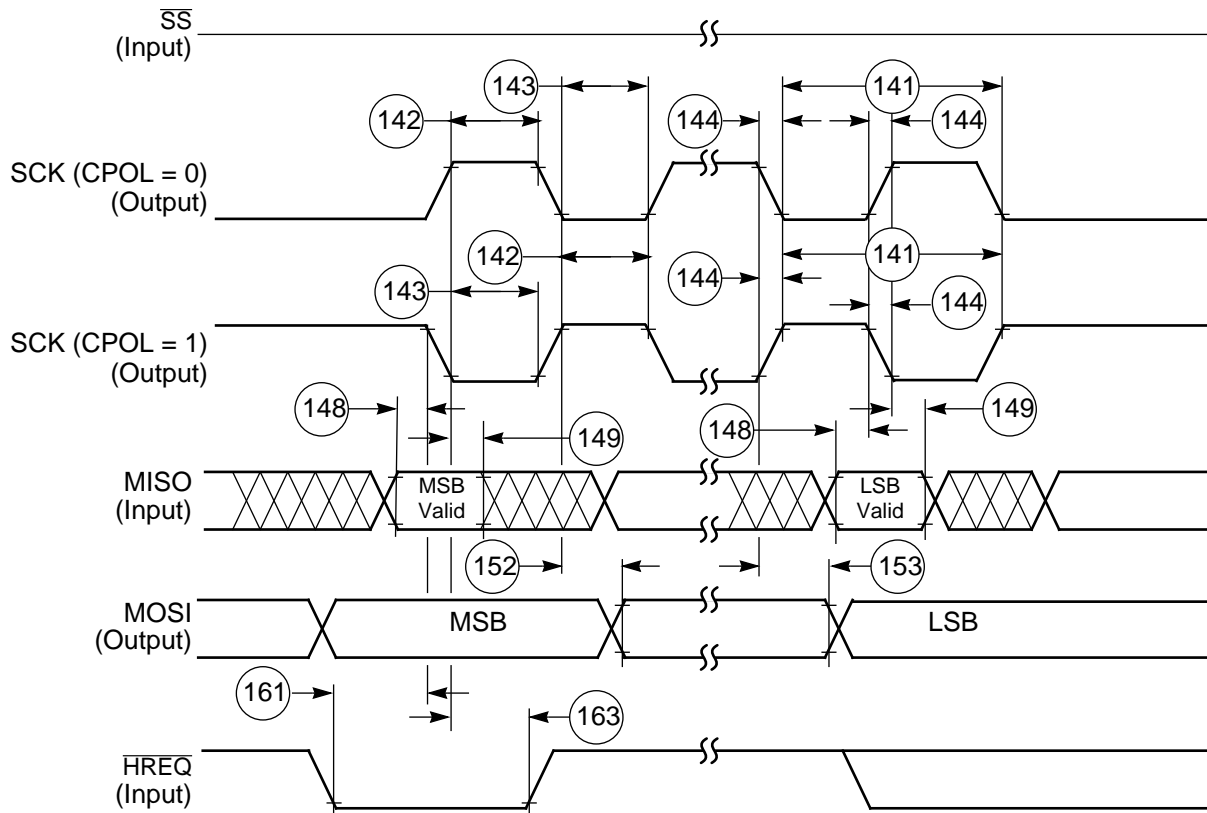 SS
(Input)
143
141
142
144
144
SCK (CPOL = 0)
(Output)
142
141
143
144
144
SCK (CPOL = 1)
(Output)
148
149
148
149
MISO
(Input)
MSB
Valid
LSB
Valid
152
153
MOSI
(Output)
MSB
LSB
161
163
HREQ
(Input)